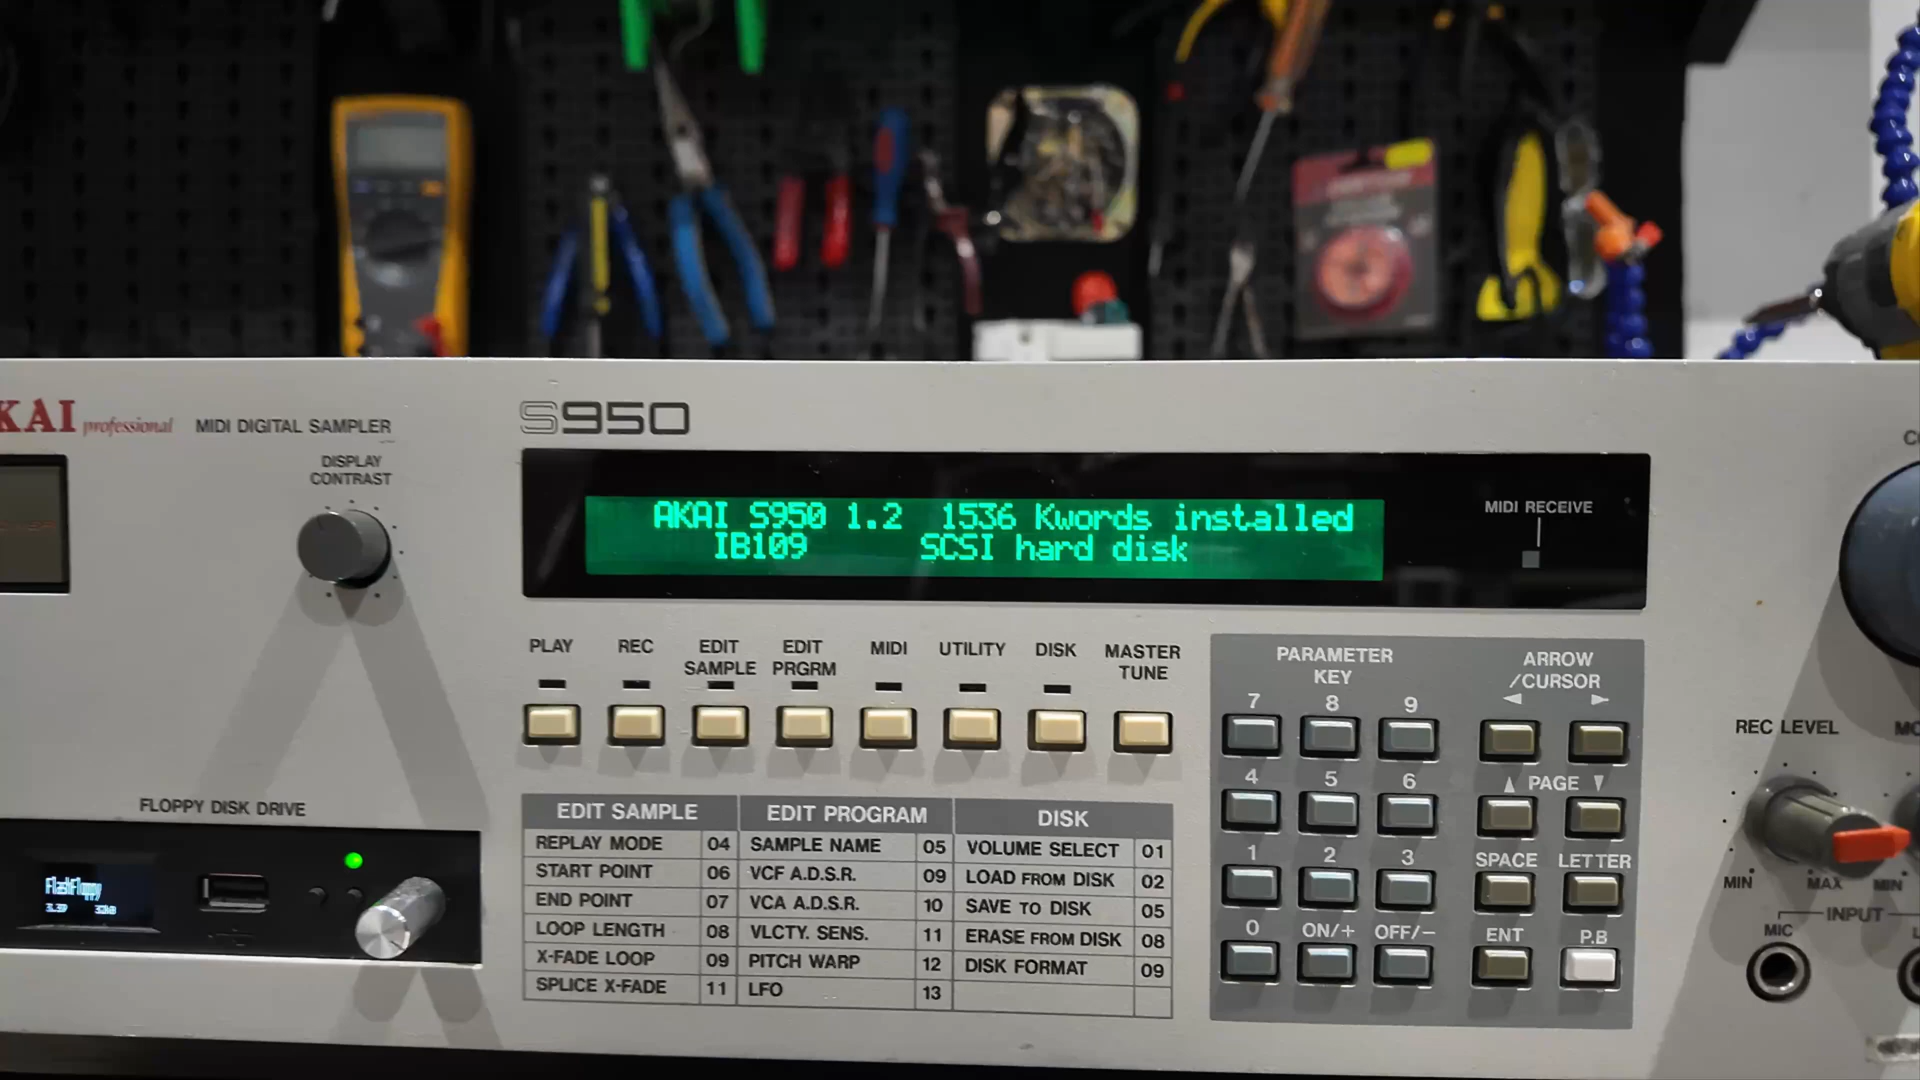 KAI professional MIDI DIGITAL SAMPLER
S950
DISPLAY
CONTRAST
AKAI S950 1.2 1536 Kwords installed
IB109 SCSI hard disk
MIDI RECEIVE
PLAY
REC
EDIT
SAMPLE
EDIT
PRGRM
MIDI
UTILITY
DISK
MASTER
TUNE
PARAMETER
KEY
ARROW
/CURSOR
7 8 9
4 5 6
PAGE
1 2 3
SPACE LETTER
0 ON/+ OFF/− ENT P.B
REC LEVEL
MIN MAX MIN
INPUT
MIC
FLOPPY DISK DRIVE
FlashFloppy
EDIT SAMPLE EDIT PROGRAM DISK
REPLAY MODE 04 SAMPLE NAME 05 VOLUME SELECT 01
START POINT 06 VCF A.D.S.R. 09 LOAD FROM DISK 02
END POINT 07 VCA A.D.S.R. 10 SAVE TO DISK 05
LOOP LENGTH 08 VLCTY. SENS. 11 ERASE FROM DISK 08
X-FADE LOOP 09 PITCH WARP 12 DISK FORMAT 09
SPLICE X-FADE 11 LFO 13